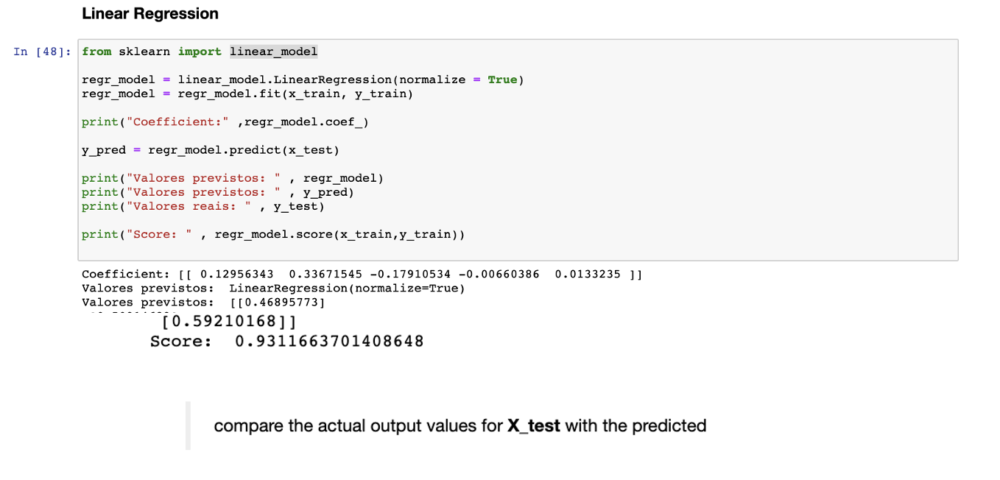 Linear Regression
In [48]: from sklearn import linear_model
regr_model = linear_model.LinearRegression(normalize = True)
regr_model = regr_model.fit(x_train, y_train)
print("Coefficient:" ,regr_model.coef_)
y_pred = regr_model.predict(x_test)
print("Valores previstos: " , regr_model)
print("Valores previstos: " , y_pred)
print("Valores reais: " , y_test)
print("Score: " , regr_model.score(x_train,y_train))
Coefficient: [[ 0.12956343  0.33671545 -0.17910534 -0.00660386  0.0133235 ]]
Valores previstos:  LinearRegression(normalize=True)
Valores previstos:  [[0.46895773]
[0.59210168]]
Score:  0.9311663701408648
compare the actual output values for X_test with the predicted